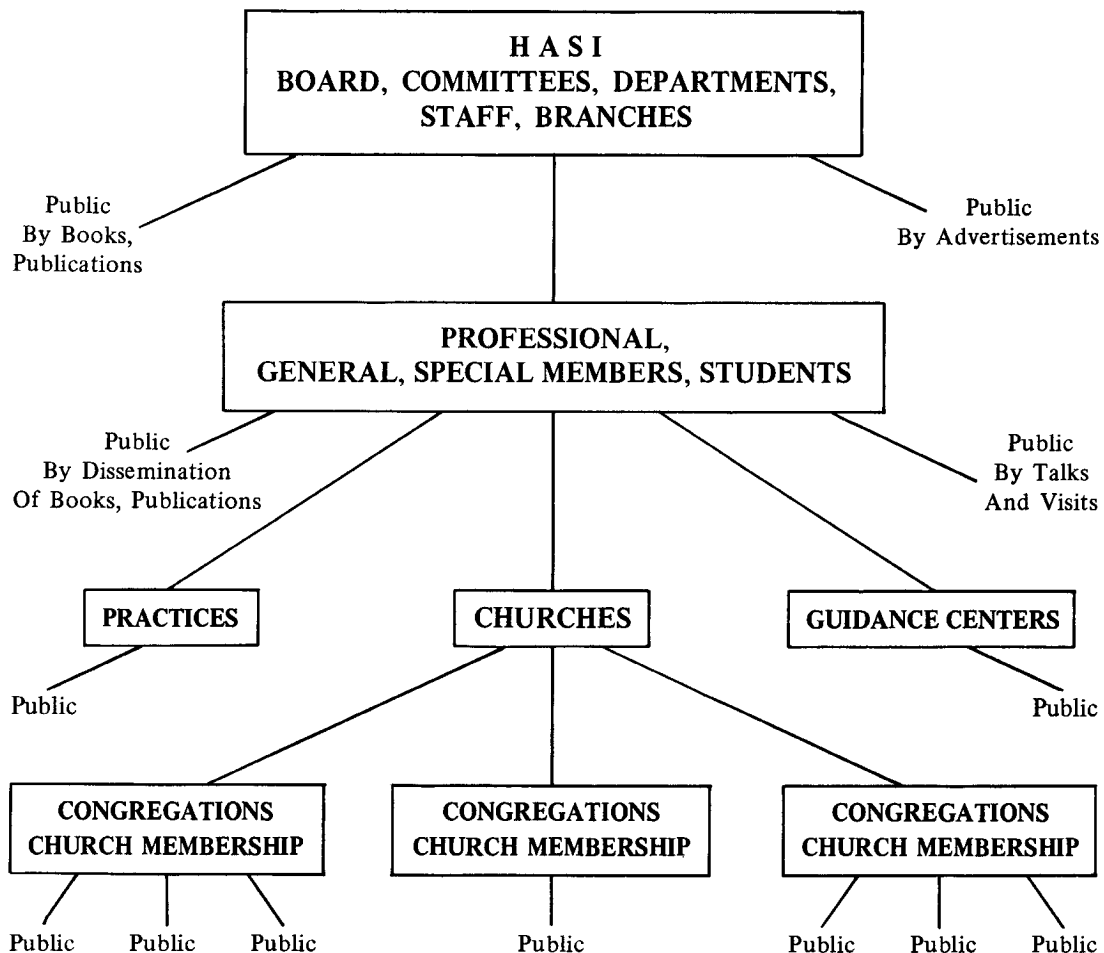 H A S I
BOARD, COMMITTEES, DEPARTMENTS,
STAFF, BRANCHES
Public
By Books,
Publications
Public
By Advertisements
PROFESSIONAL,
GENERAL, SPECIAL MEMBERS, STUDENTS
Public
By Dissemination
Of Books, Publications
Public
By Talks
And Visits
PRACTICES
CHURCHES
GUIDANCE CENTERS
Public
Public
CONGREGATIONS
CHURCH MEMBERSHIP
CONGREGATIONS
CHURCH MEMBERSHIP
CONGREGATIONS
CHURCH MEMBERSHIP
Public Public Public
Public
Public Public Public